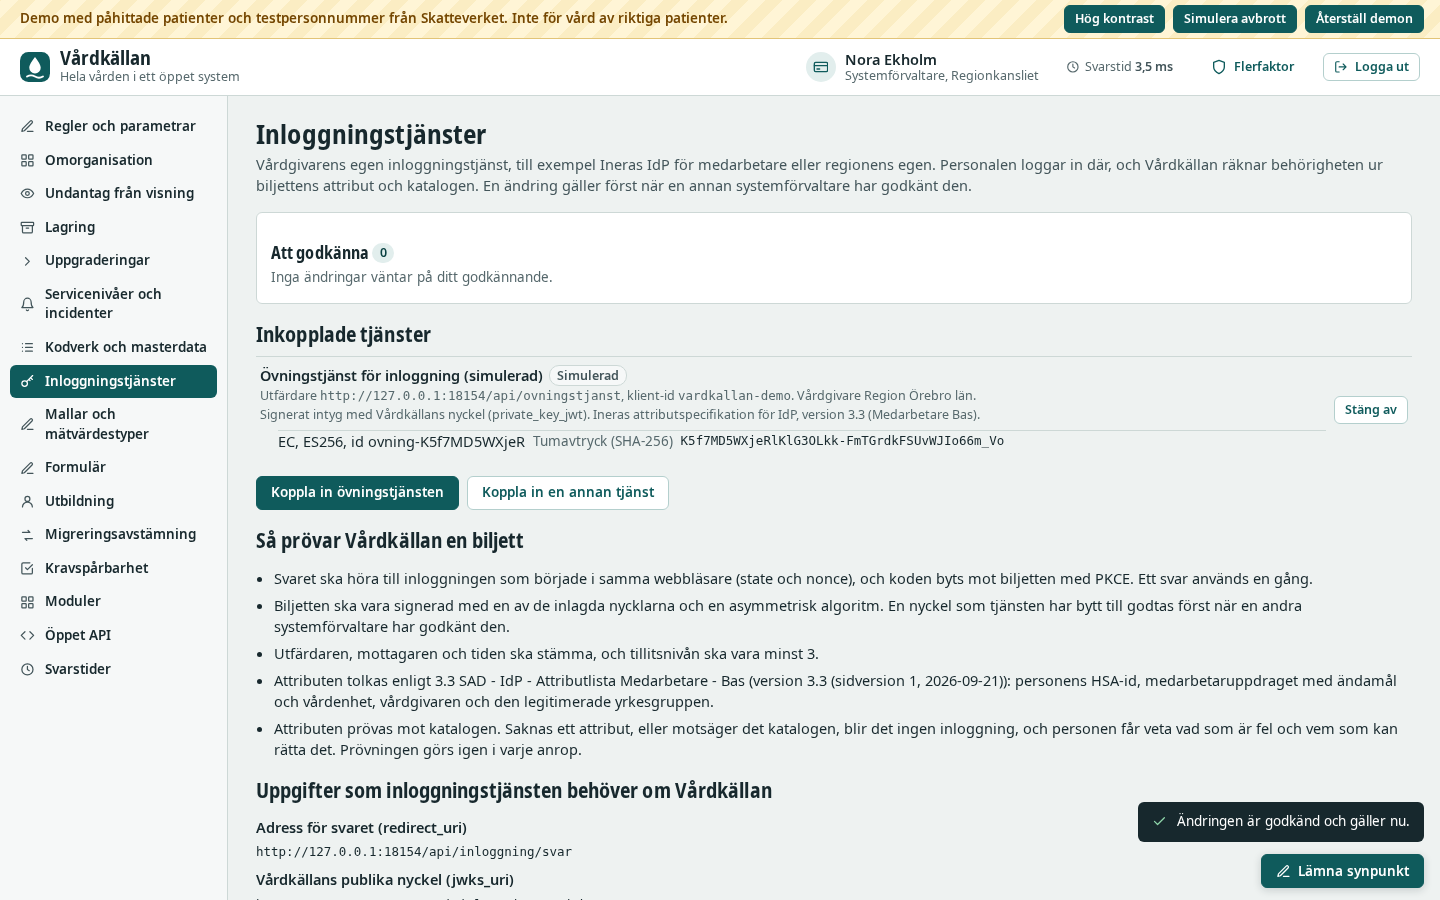 Demo med påhittade patienter och testpersonnummer från Skatteverket. Inte för vård av riktiga patienter.
Hög kontrast
Simulera avbrott
Återställ demon
Vårdkällan
Hela vården i ett öppet system
Nora Ekholm
Systemförvaltare, Regionkansliet
Svarstid 3,5 ms
Flerfaktor
Logga ut
Regler och parametrar
Omorganisation
Undantag från visning
Lagring
Uppgraderingar
Servicenivåer och
incidenter
Kodverk och masterdata
Inloggningstjänster
Mallar och
mätvärdestyper
Formulär
Utbildning
Migreringsavstämning
Kravspårbarhet
Moduler
Öppet API
Svarstider
Inloggningstjänster
Vårdgivarens egen inloggningstjänst, till exempel Ineras IdP för medarbetare eller regionens egen. Personalen loggar in där, och Vårdkällan räknar behörigheten ur
biljettens attribut och katalogen. En ändring gäller först när en annan systemförvaltare har godkänt den.
Att godkänna 0
Inga ändringar väntar på ditt godkännande.
Inkopplade tjänster
Övningstjänst för inloggning (simulerad) Simulerad
Utfärdare http://127.0.0.1:18154/api/ovningstjanst, klient-id vardkallan-demo. Vårdgivare Region Örebro län.
Signerat intyg med Vårdkällans nyckel (private_key_jwt). Ineras attributspecifikation för IdP, version 3.3 (Medarbetare Bas).
Stäng av
EC, ES256, id ovning-K5f7MD5WXjeR Tumavtryck (SHA-256) K5f7MD5WXjeRlKlG3OLkk-FmTGrdkFSUvWJIo66m_Vo
Koppla in övningstjänsten
Koppla in en annan tjänst
Så prövar Vårdkällan en biljett
• Svaret ska höra till inloggningen som började i samma webbläsare (state och nonce), och koden byts mot biljetten med PKCE. Ett svar används en gång.
• Biljetten ska vara signerad med en av de inlagda nycklarna och en asymmetrisk algoritm. En nyckel som tjänsten har bytt till godtas först när en andra
systemförvaltare har godkänt den.
• Utfärdaren, mottagaren och tiden ska stämma, och tillitsnivån ska vara minst 3.
• Attributen tolkas enligt 3.3 SAD - IdP - Attributlista Medarbetare - Bas (version 3.3 (sidversion 1, 2026-09-21)): personens HSA-id, medarbetaruppdraget med ändamål
och vårdenhet, vårdgivaren och den legitimerade yrkesgruppen.
• Attributen prövas mot katalogen. Saknas ett attribut, eller motsäger det katalogen, blir det ingen inloggning, och personen får veta vad som är fel och vem som kan
rätta det. Prövningen görs igen i varje anrop.
Uppgifter som inloggningstjänsten behöver om Vårdkällan
Adress för svaret (redirect_uri)
http://127.0.0.1:18154/api/inloggning/svar
Vårdkällans publika nyckel (jwks_uri)
Ändringen är godkänd och gäller nu.
Lämna synpunkt